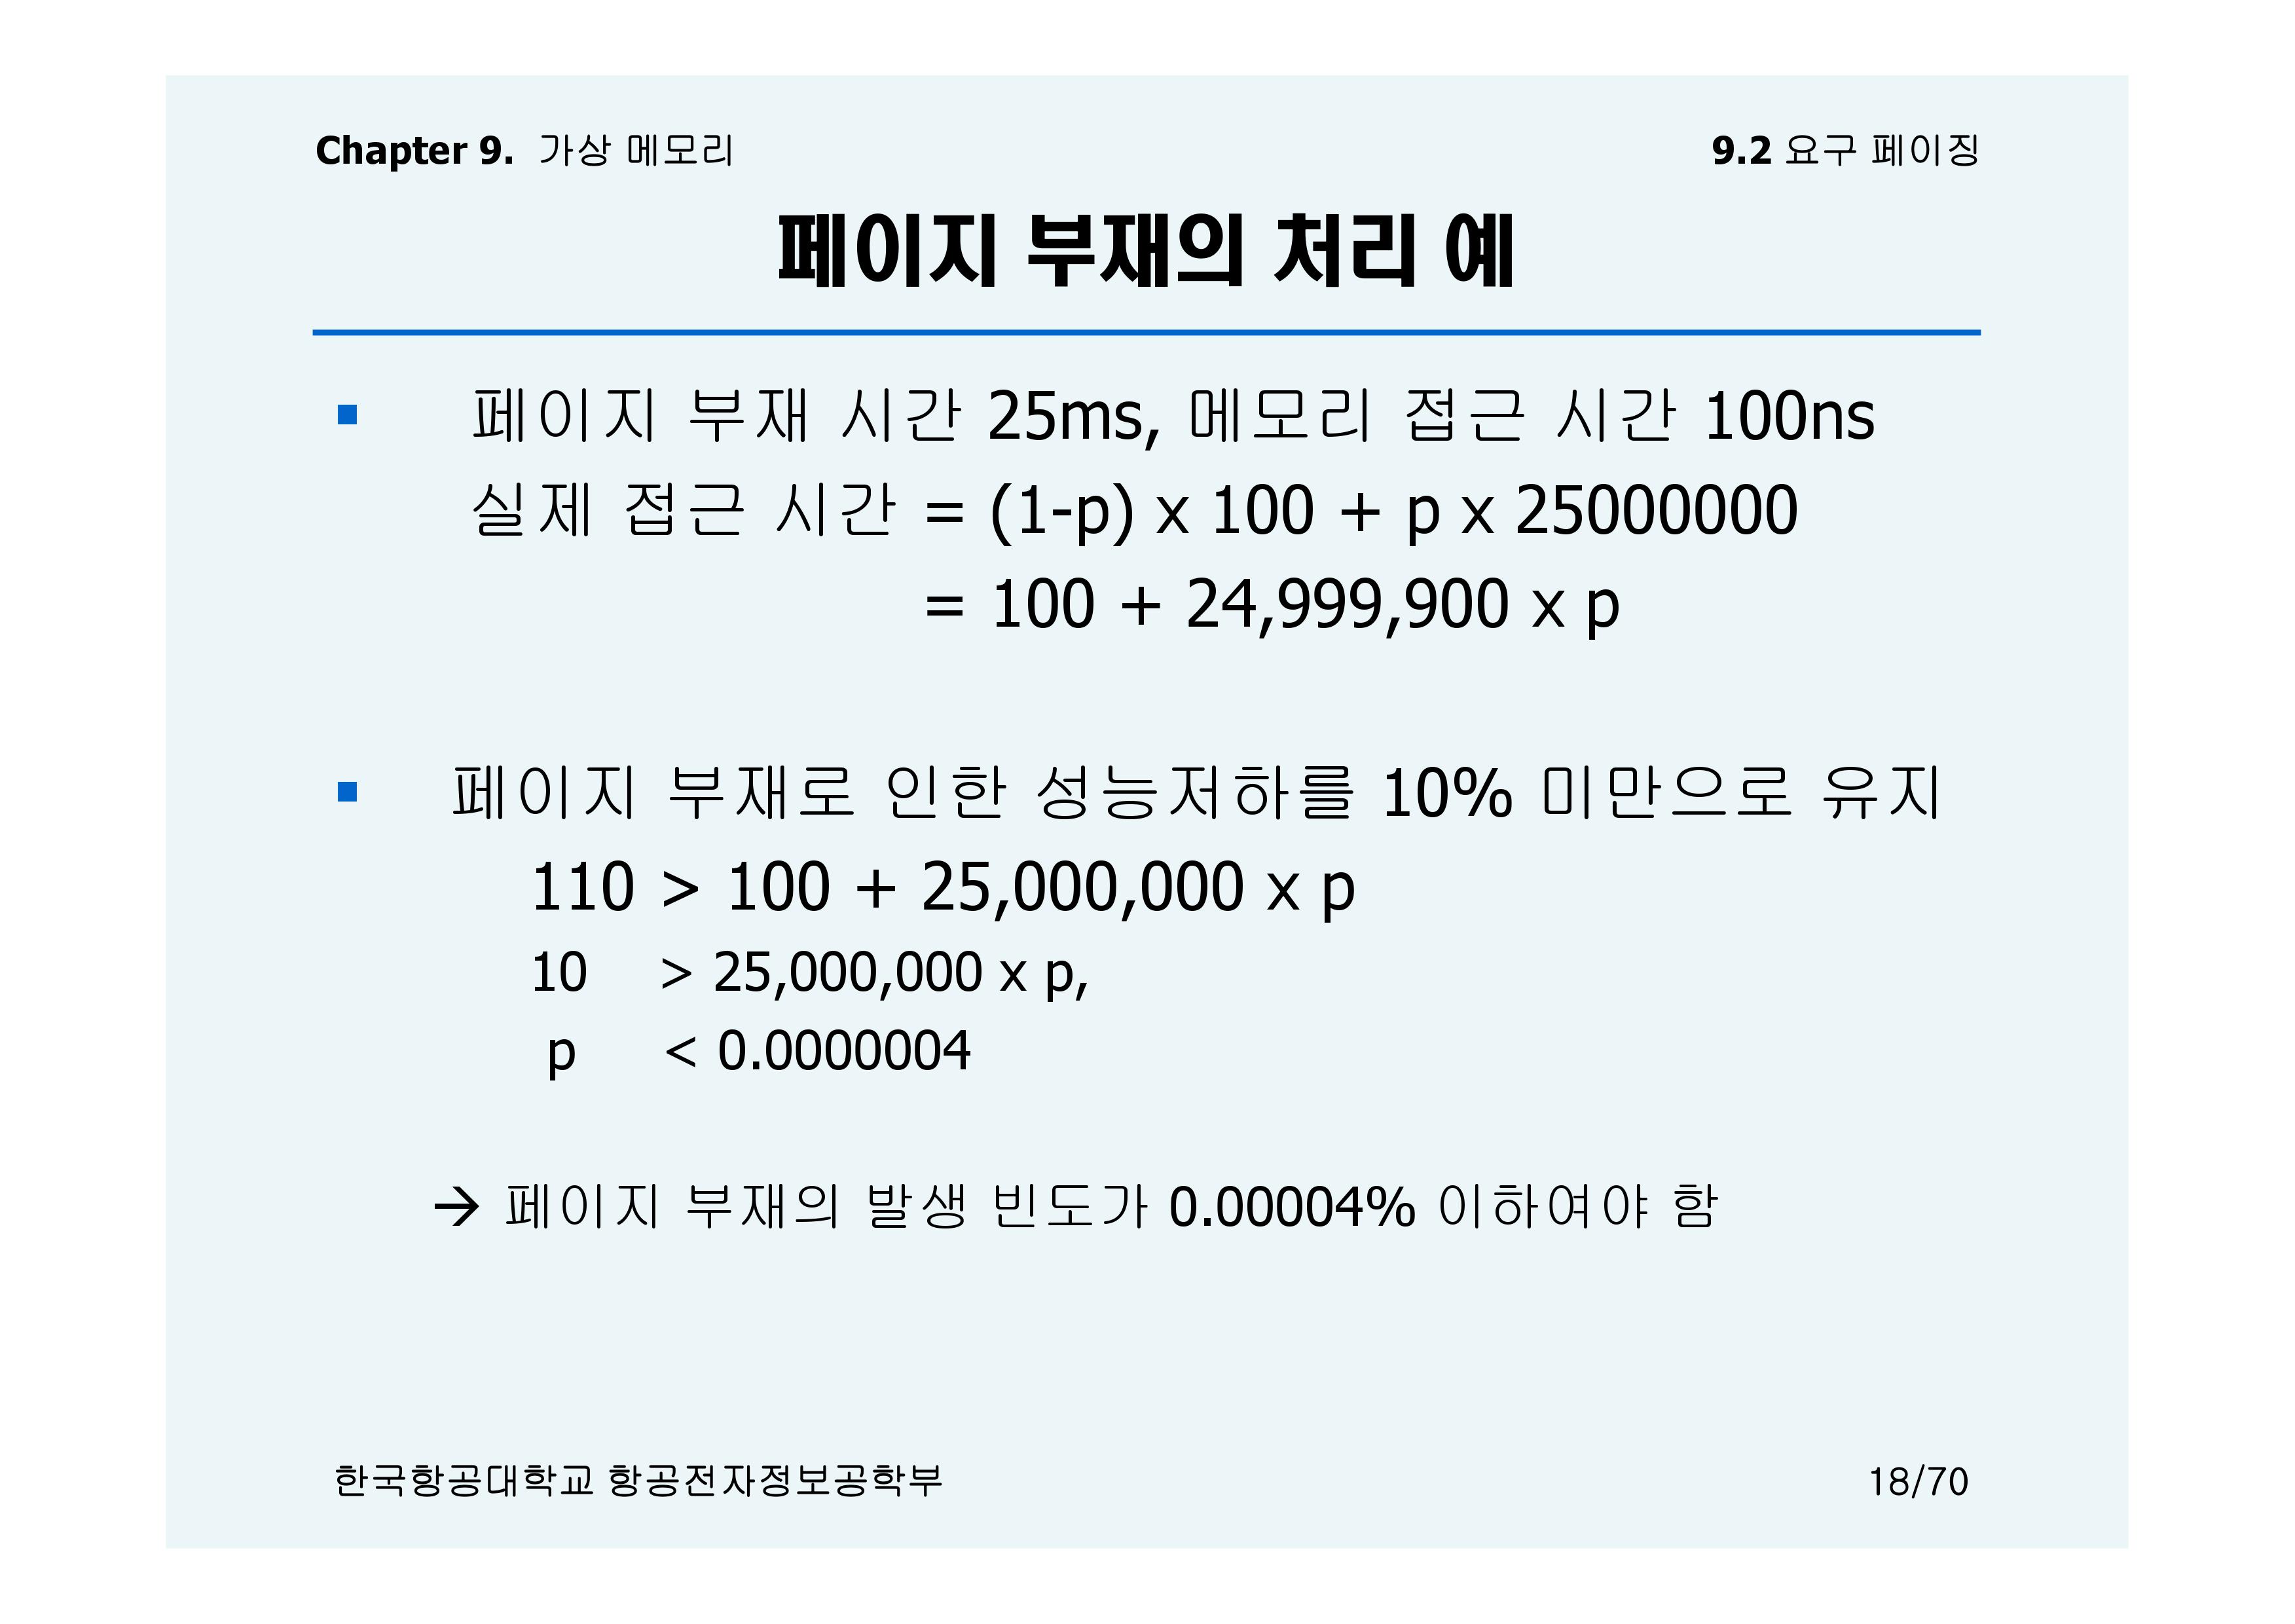 Chapter 9. 가상 메모리
9.2 요구 페이징
페이지 부재의 처리 예
▪ 페이지 부재 시간 25ms, 메모리 접근 시간 100ns
실제 접근 시간 = (1-p) x 100 + p x 25000000
= 100 + 24,999,900 x p
▪ 페이지 부재로 인한 성능저하를 10% 미만으로 유지
110 > 100 + 25,000,000 x p
10 > 25,000,000 x p,
p < 0.0000004
→ 페이지 부재의 발생 빈도가 0.00004% 이하여야 함
한국항공대학교 항공전자정보공학부
18/70